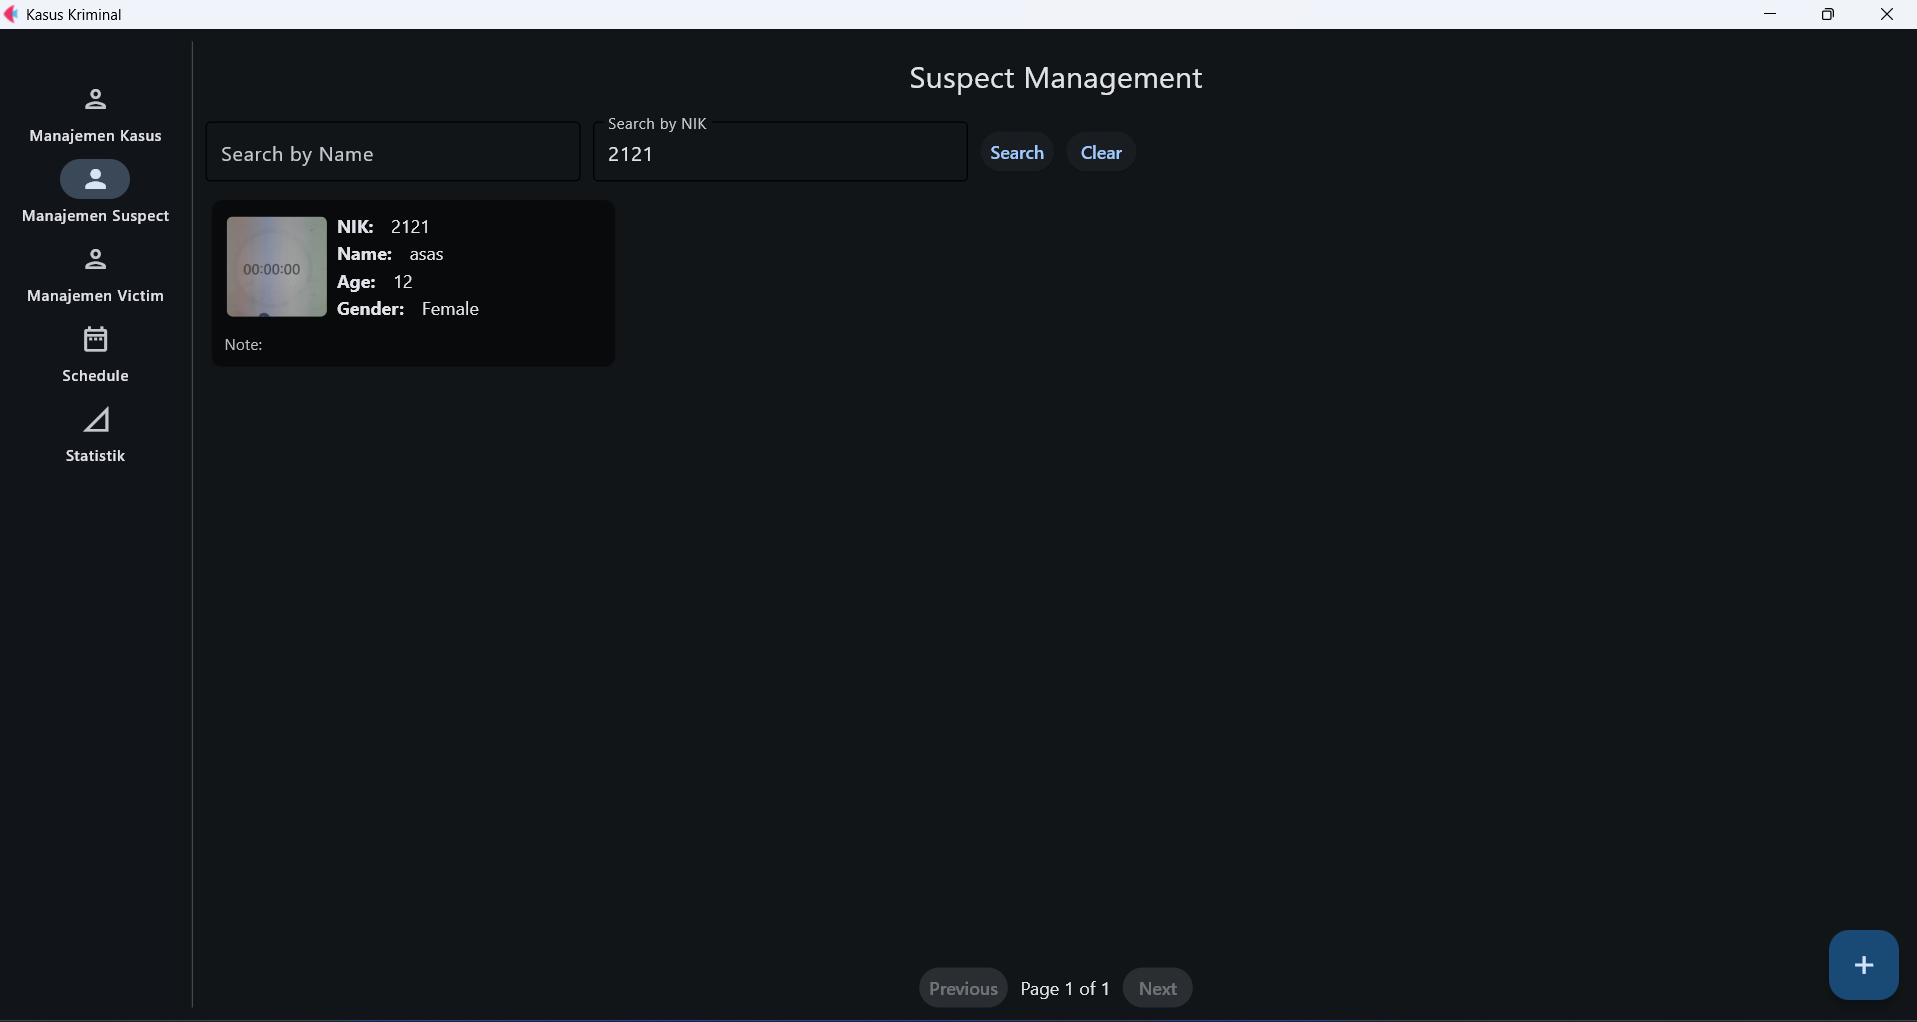 Kasus Kriminal
Manajemen Kasus
Manajemen Suspect
Manajemen Victim
Schedule
Statistik
Suspect Management
Search by Name
Search by NIK
2121
Search
Clear
00:00:00
NIK: 2121
Name: asas
Age: 12
Gender: Female
Note:
Previous
Page 1 of 1
Next